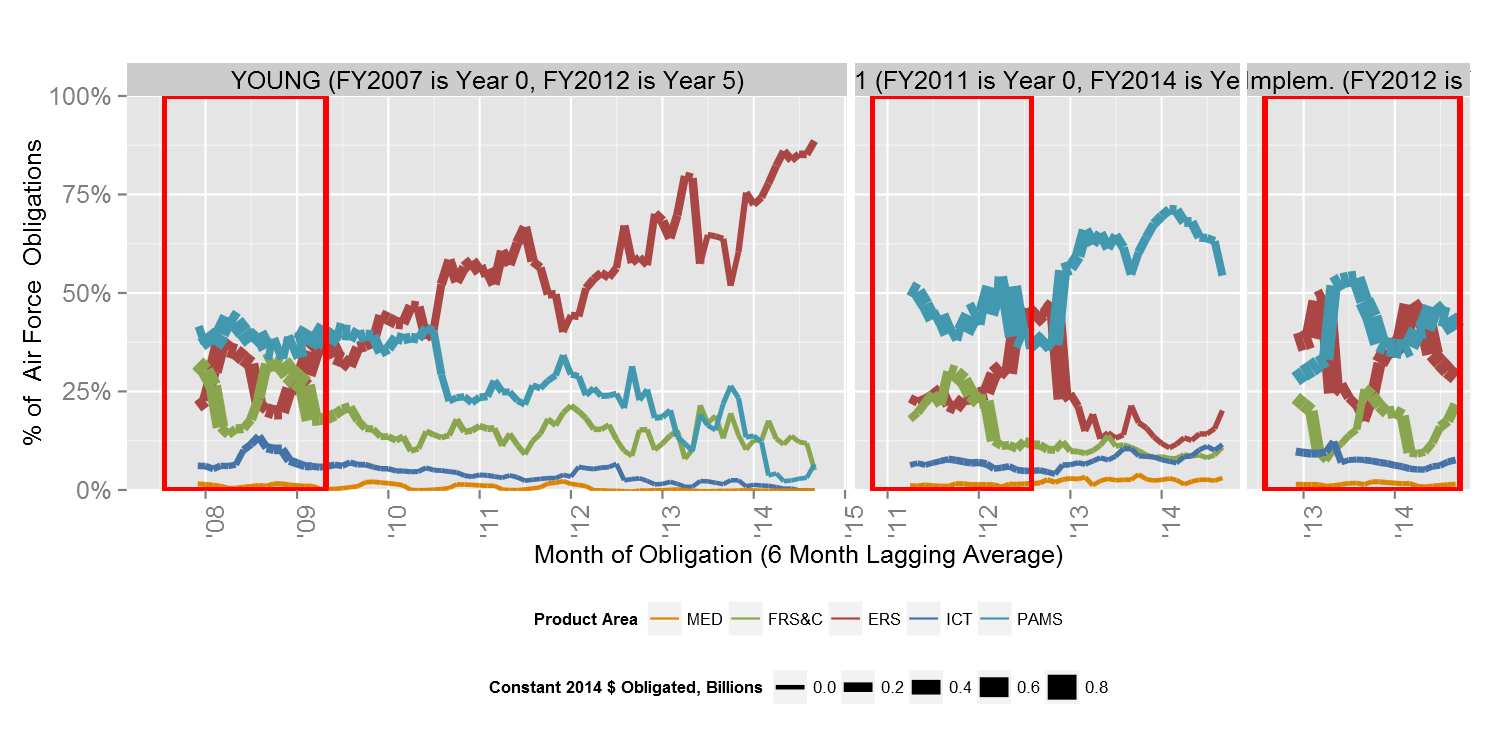 YOUNG (FY2007 is Year 0, FY2012 is Year 5)
1 (FY2011 is Year 0, FY2014 is Ye
Implem. (FY2012 is
% of Air Force Obligations
100%
75%
50%
25%
0%
'08 '09 '10 '11 '12 '13 '14 '15 '11 '12 '13 '14 '13 '14
Month of Obligation (6 Month Lagging Average)
Product Area MED FRS&C ERS ICT PAMS
Constant 2014 $ Obligated, Billions 0.0 0.2 0.4 0.6 0.8